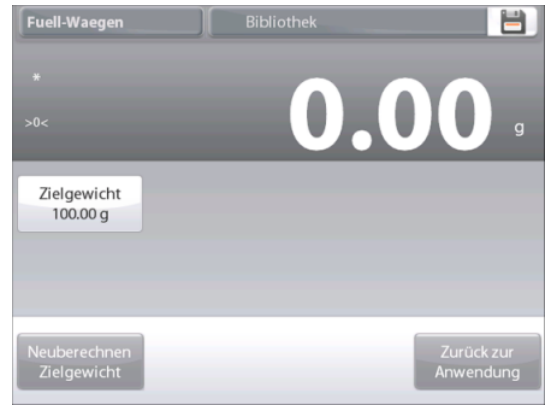 Fuell-Waegen
Bibliothek
*
>0<
0.00 g
Zielgewicht
100.00 g
Neuberechnen
Zielgewicht
Zurück zur
Anwendung